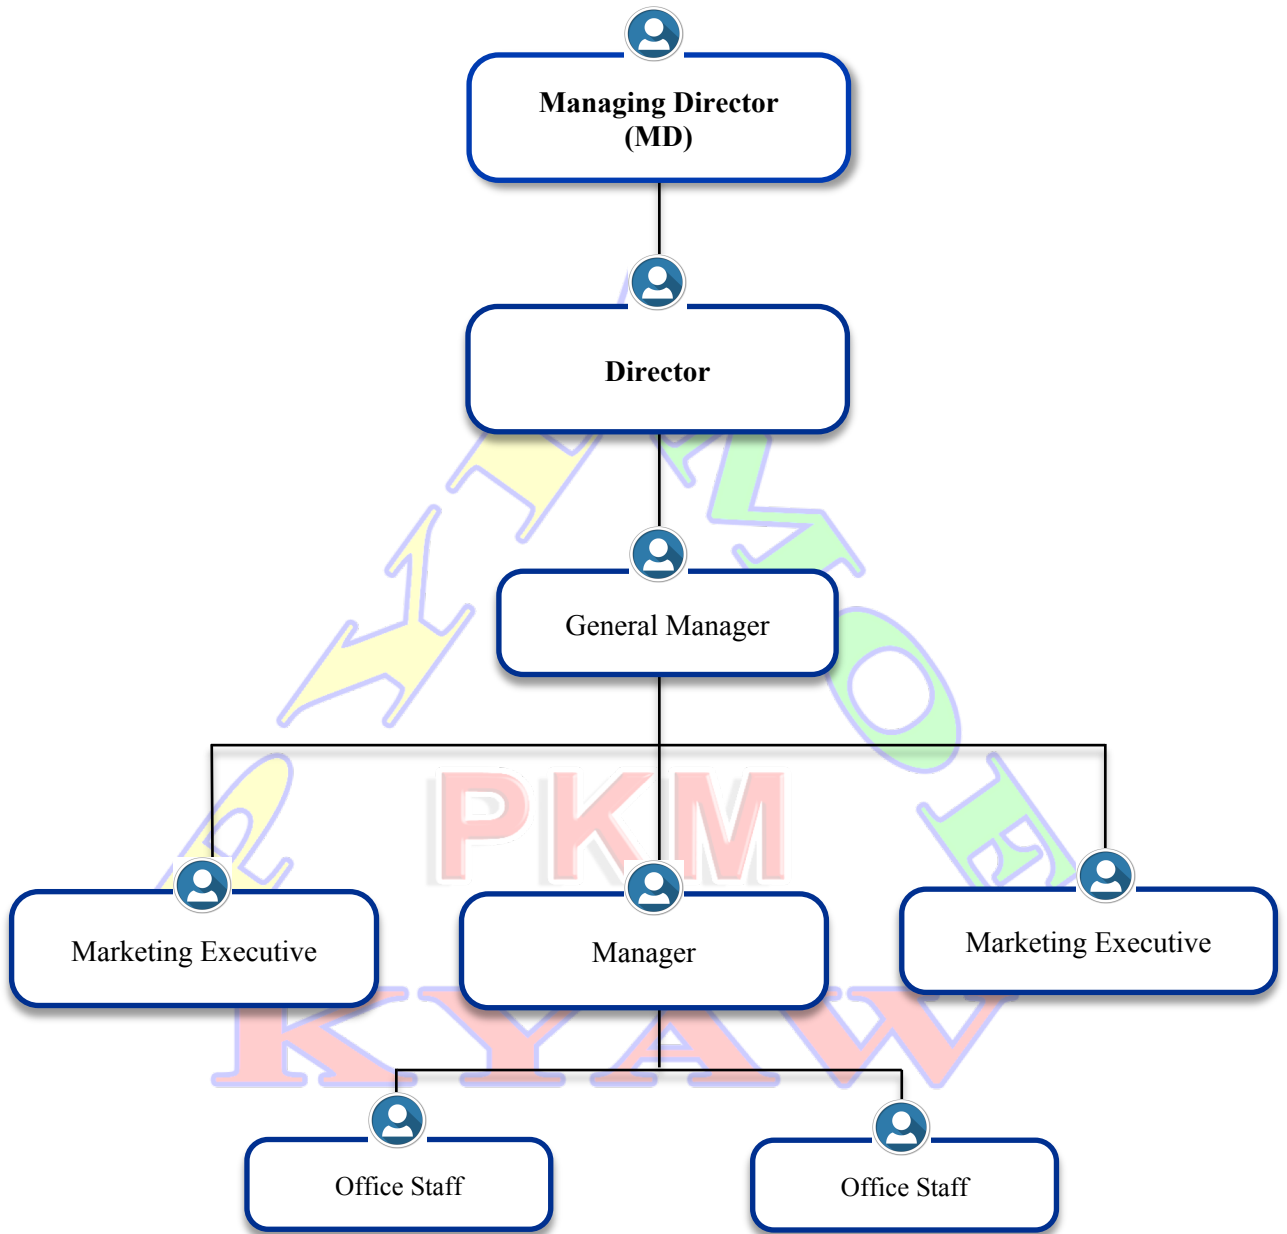 Managing Director
(MD)
Director
General Manager
PKM
Marketing Executive
Manager
Marketing Executive
KYAW
Office Staff
Office Staff